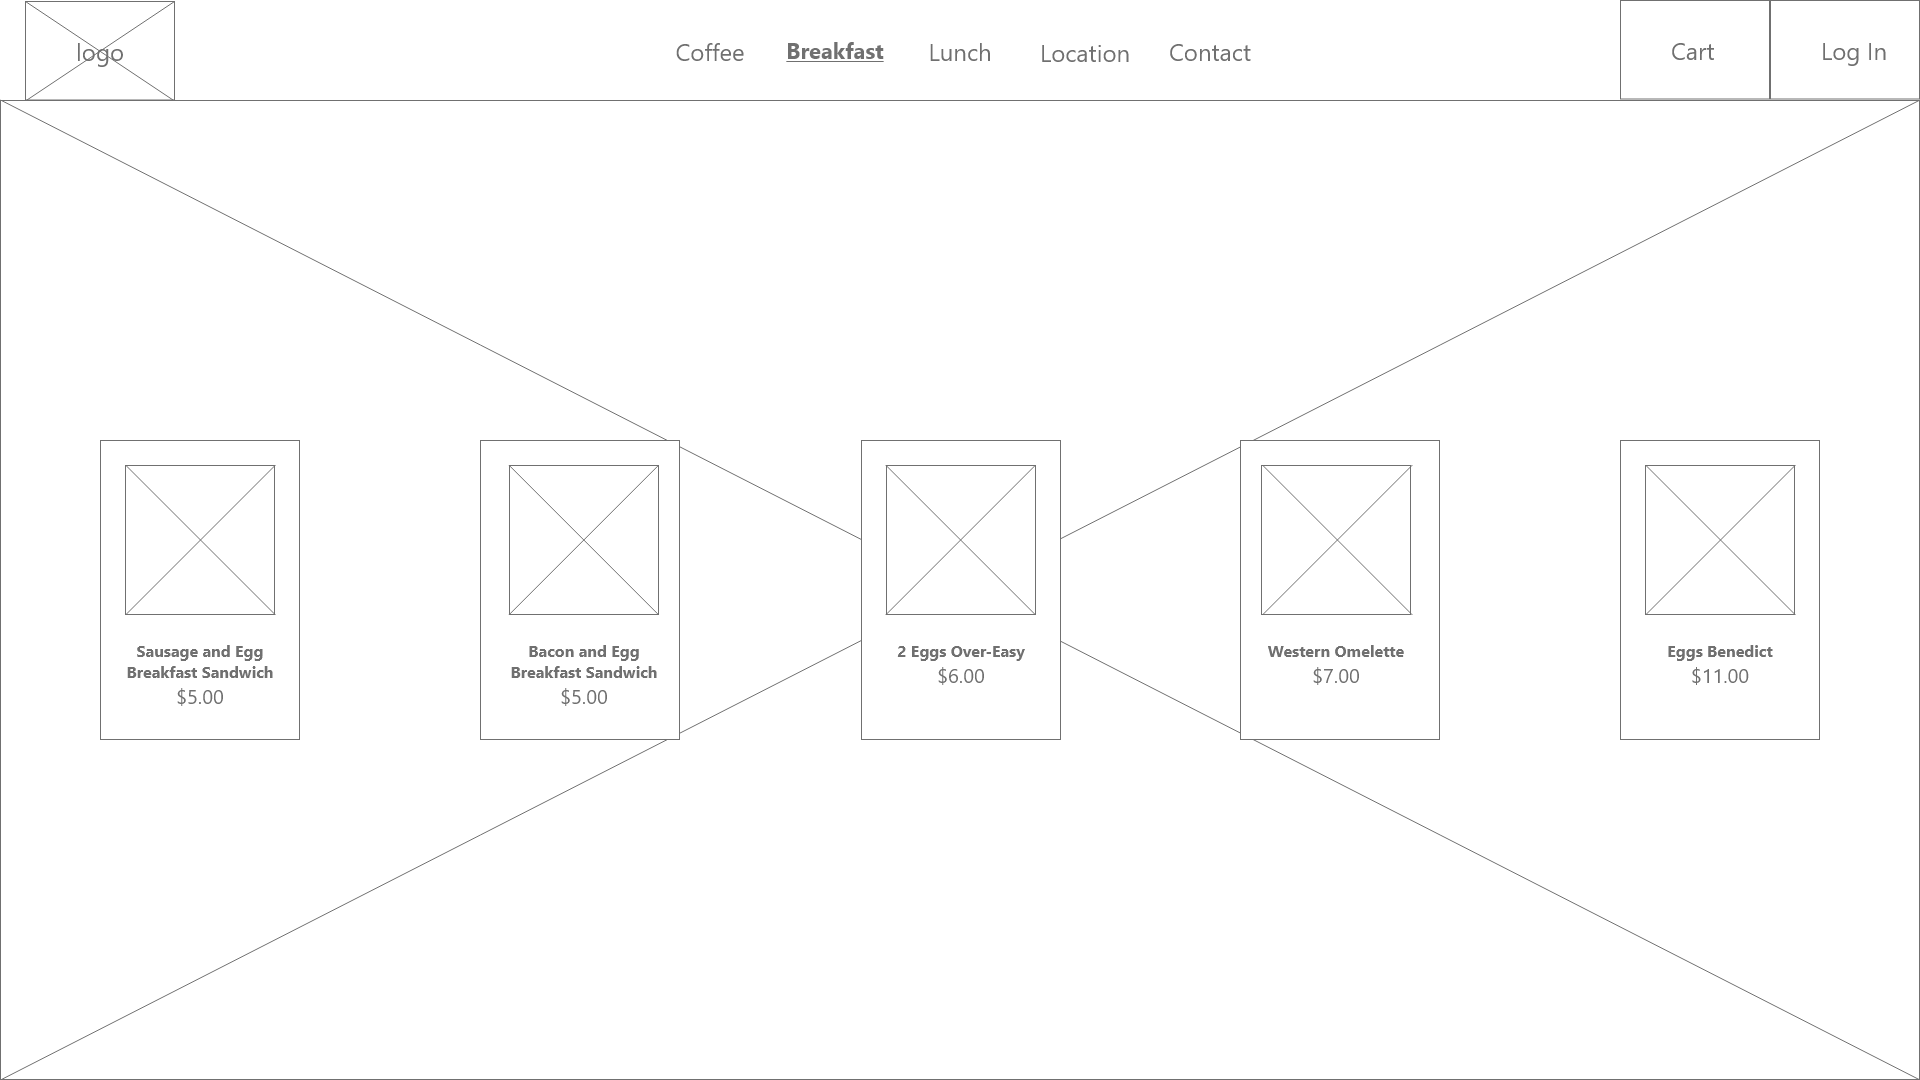 logo
Coffee
Breakfast
Lunch
Location
Contact
Cart
Log In
Sausage and Egg
Breakfast Sandwich
$5.00
Bacon and Egg
Breakfast Sandwich
$5.00
2 Eggs Over-Easy
$6.00
Western Omelette
$7.00
Eggs Benedict
$11.00